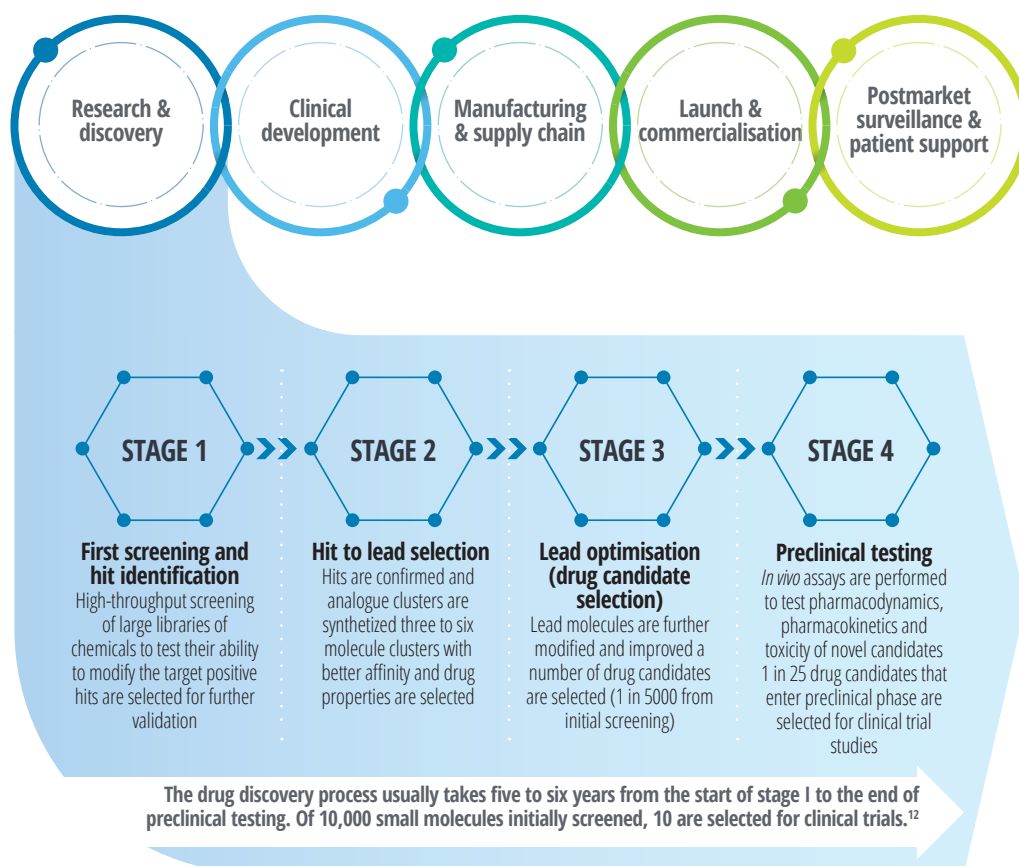 Research &
discovery
Clinical
development
Manufacturing
& supply chain
Launch &
commercialisation
Postmarket
surveillance &
patient support
STAGE 1
STAGE 2
STAGE 3
STAGE 4
First screening and
hit identification
High-throughput screening
of large libraries of
chemicals to test their ability
to modify the target positive
hits are selected for further
validation
Hit to lead selection
Hits are confirmed and
analogue clusters are
synthetized three to six
molecule clusters with
better affinity and drug
properties are selected
Lead optimisation
(drug candidate
selection)
Lead molecules are further
modified and improved a
number of drug candidates
are selected (1 in 5000 from
initial screening)
Preclinical testing
In vivo assays are performed
to test pharmacodynamics,
pharmacokinetics and
toxicity of novel candidates
1 in 25 drug candidates that
enter preclinical phase are
selected for clinical trial
studies
The drug discovery process usually takes five to six years from the start of stage I to the end of
preclinical testing. Of 10,000 small molecules initially screened, 10 are selected for clinical trials.¹²